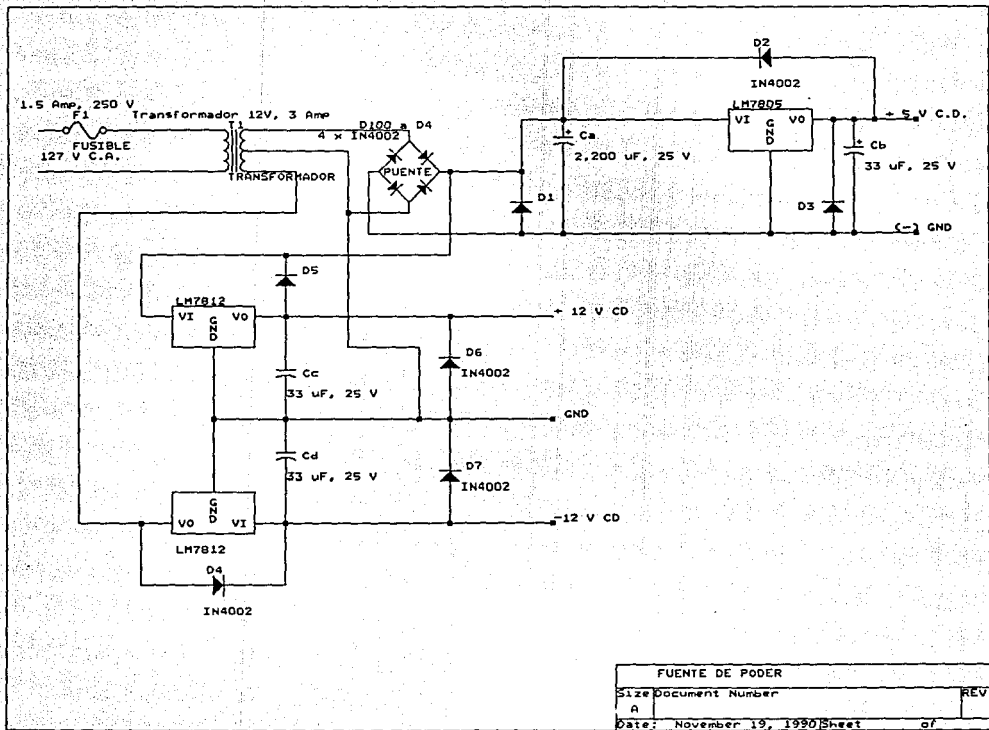 D2
IN4002
1.5 Amp, 250 V
F1
Transformador 12V, 3 Amp
T1
FUSIBLE
127 V C.A.
TRANSFORMADOR
D100 a D4
4 x IN4002
PUENTE
LM7805
VI
VO
GND
+ 5 V C.D.
+
Ca
2,200 uF, 25 V
+
Cb
33 uF, 25 V
D1
D3
(-) GND
D5
LM7812
VI
VO
GND
+ 12 V CD
D6
IN4002
Cc
33 uF, 25 V
GND
Cd
33 uF, 25 V
D7
IN4002
GND
VO
VI
-12 V CD
LM7812
D4
IN4002
FUENTE DE PODER
Size Document Number REV
A
Date: November 19, 1990 Sheet of